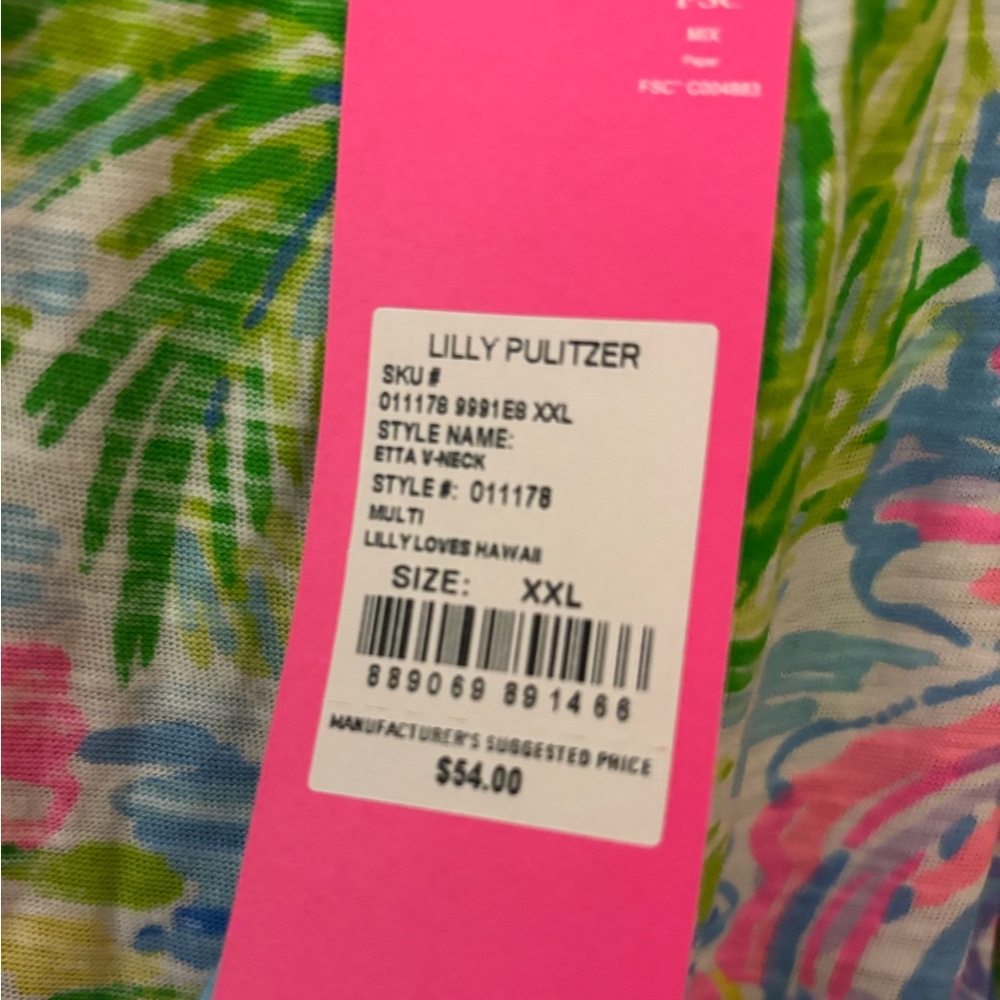 FSC
MIX
Paper
FSC™ C004883
LILLY PULITZER
SKU #
011178 9991E8 XXL
STYLE NAME:
ETTA V-NECK
STYLE #: 011178
MULTI
LILLY LOVES HAWAII
SIZE: XXL
889069 891466
MANUFACTURER'S SUGGESTED PRICE
$54.00